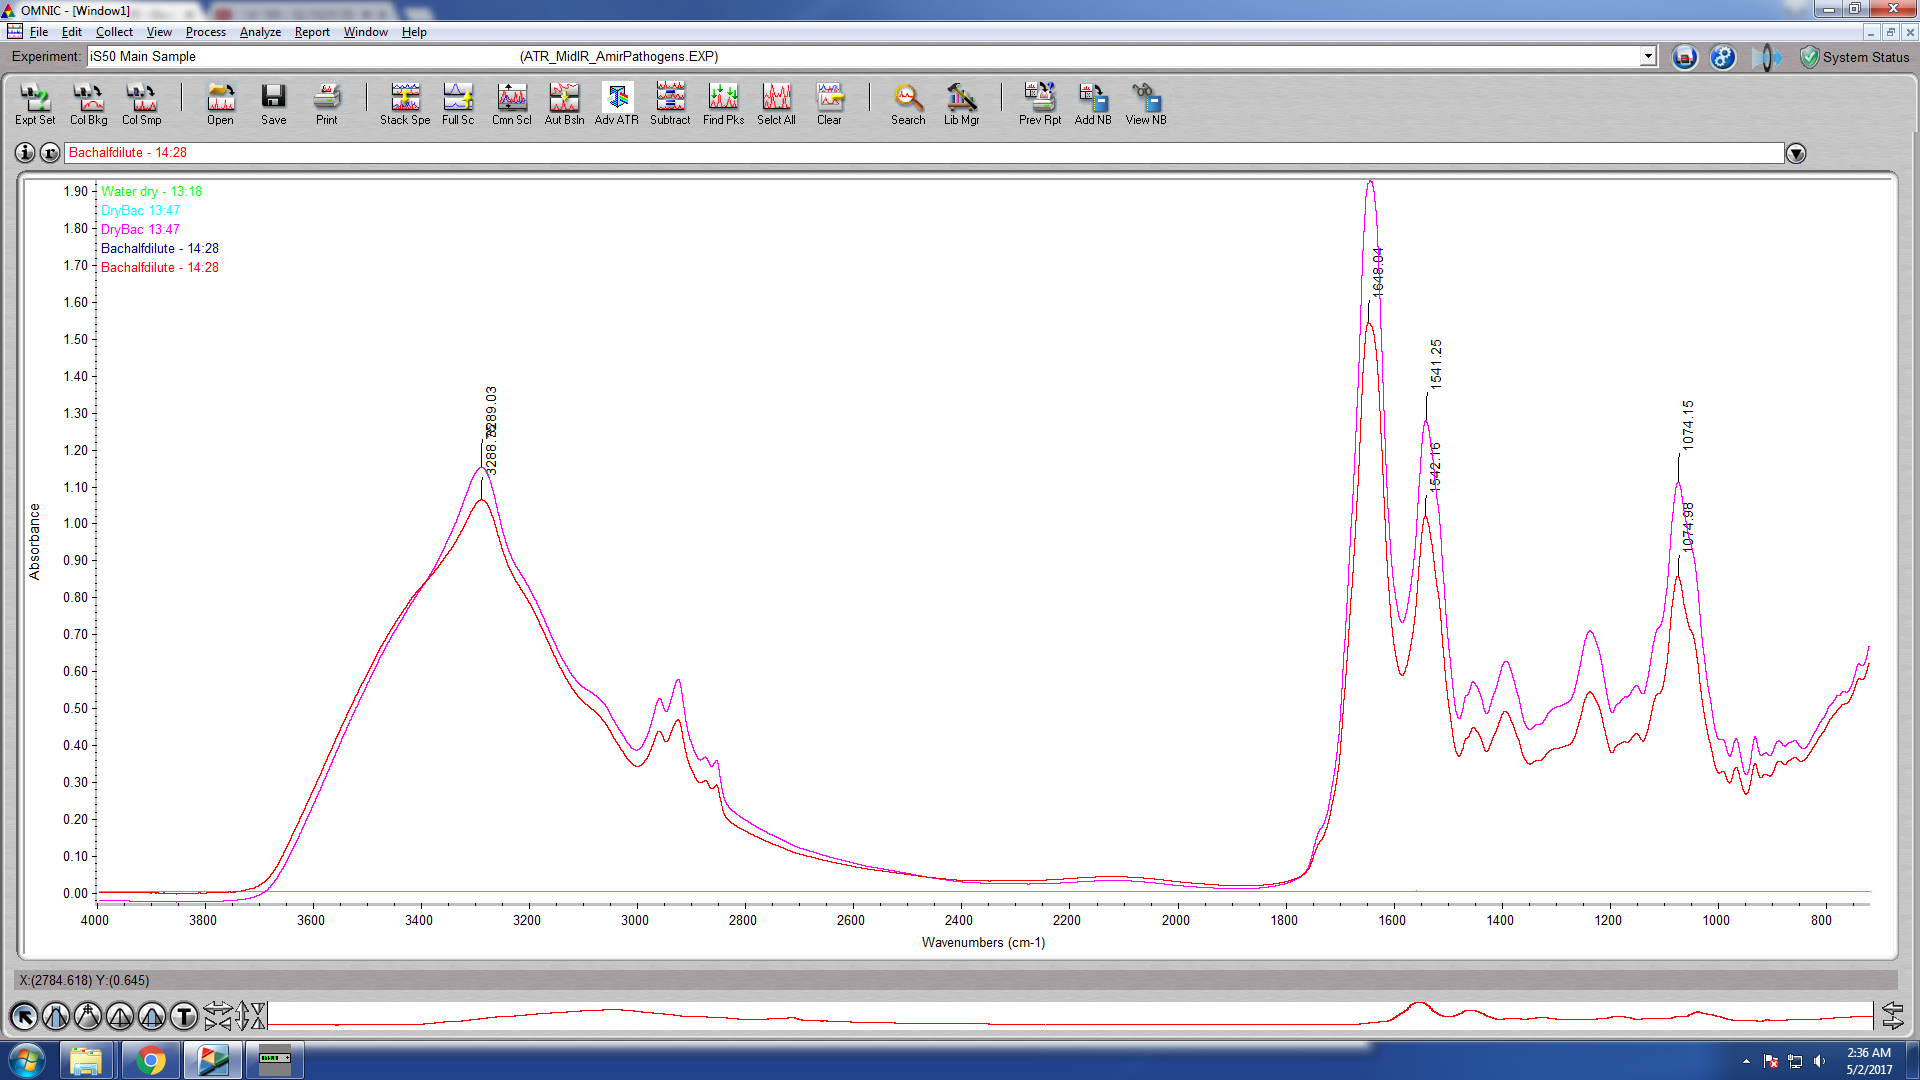 OMNIC - [Window1]
File Edit Collect View Process Analyze Report Window Help
Experiment: iS50 Main Sample (ATR_MidIR_AmirPathogens.EXP) System Status
Expt Set Col Bkg Col Smp Open Save Print Stack Spe Full Sc Cmn Scl Aut Bsln Adv ATR Subtract Find Pks Selct All Clear Search Lib Mgr Prev Rpt Add NB View NB
Bachalfdilute - 14:28
Water dry - 13:18
DryBac 13:47
DryBac 13:47
Bachalfdilute - 14:28
Bachalfdilute - 14:28
1.90
1.80
1.70
1.60
1.50
1.40
1.30
1.20
1.10
1.00
0.90
0.80
0.70
0.60
0.50
0.40
0.30
0.20
0.10
0.00
Absorbance
3289.03
1648.04
1541.25
1542.16
1074.15
1074.98
4000 3800 3600 3400 3200 3000 2800 2600 2400 2200 2000 1800 1600 1400 1200 1000 800
Wavenumbers (cm-1)
X:(2784.618) Y:(0.645)
T
2:36 AM
5/2/2017